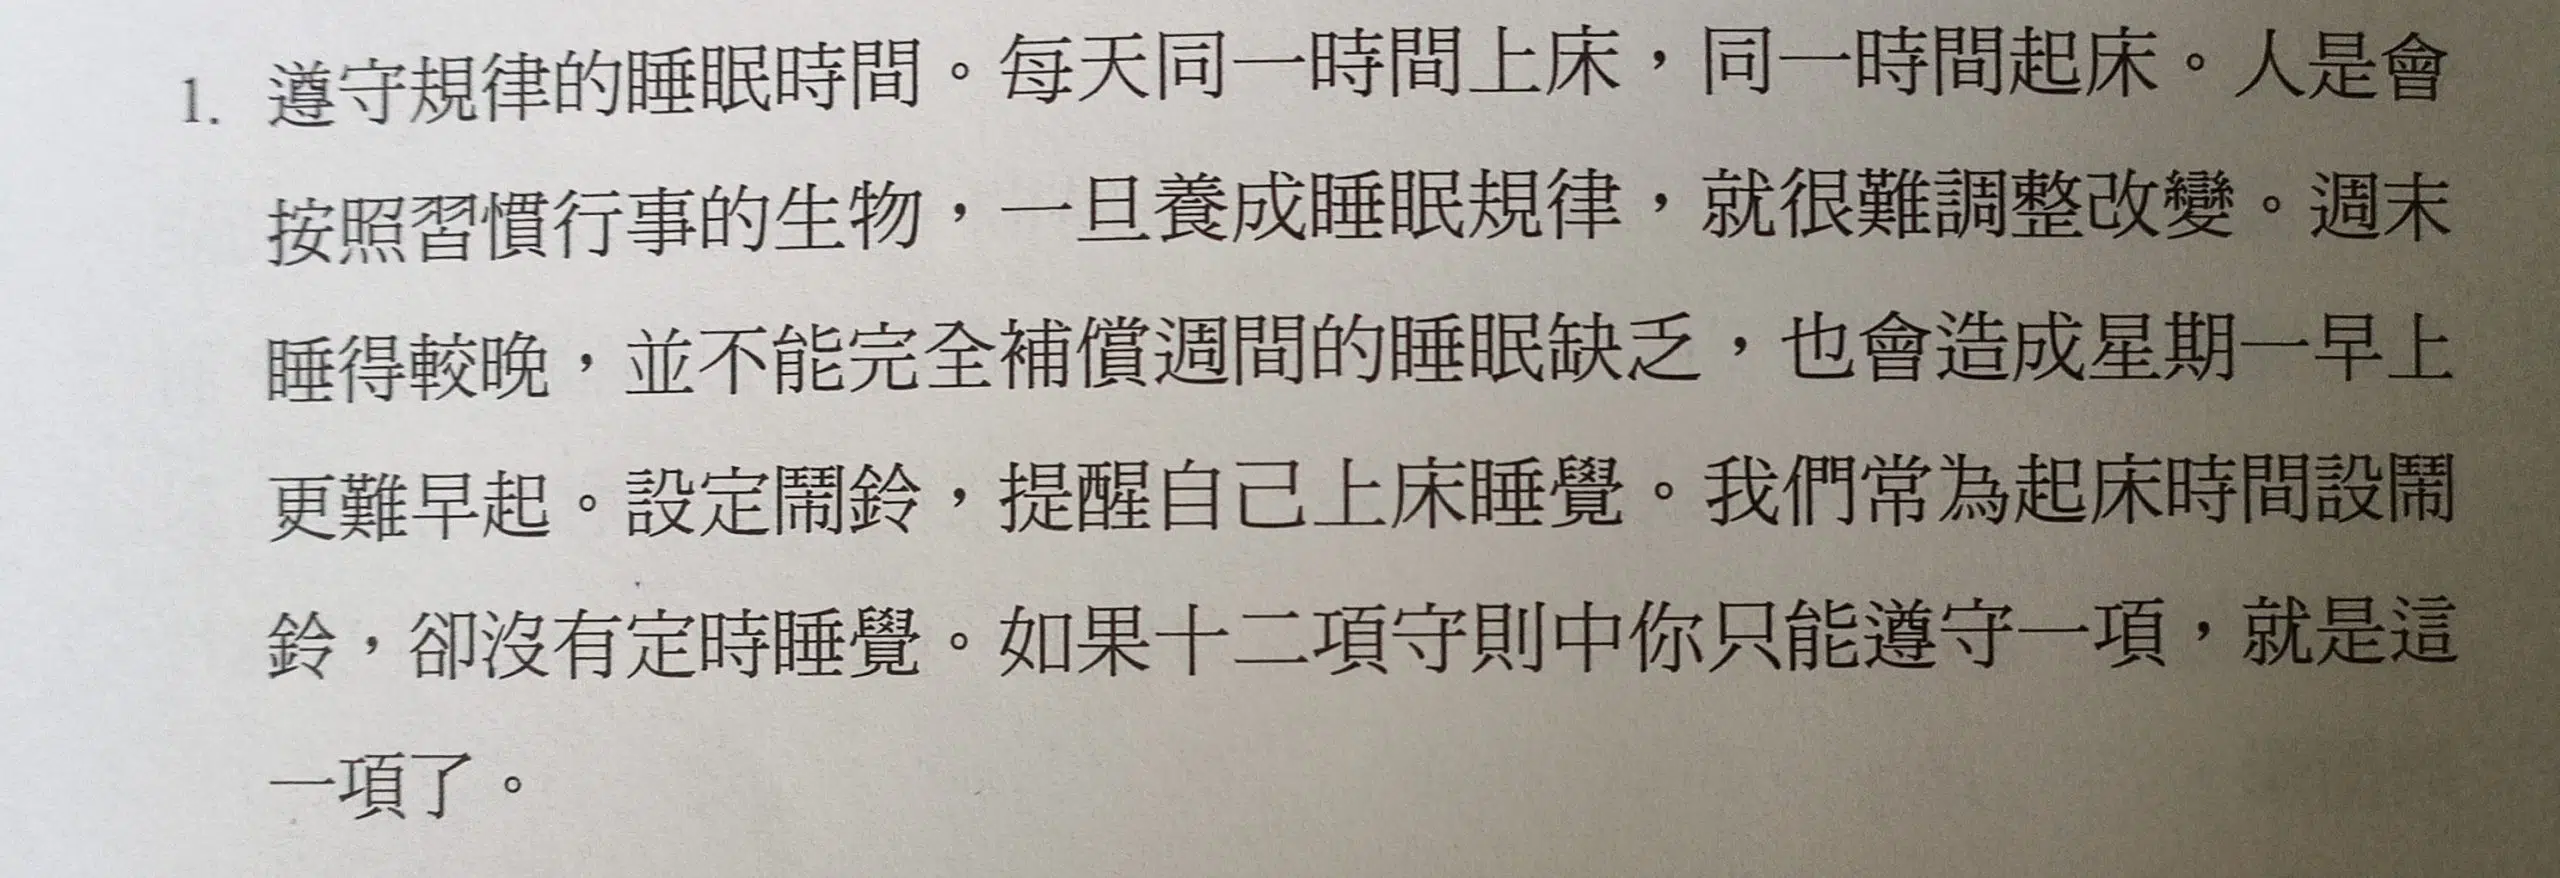 1. 遵守規律的睡眠時間。每天同一時間上床，同一時間起床。人是會
按照習慣行事的生物，一旦養成睡眠規律，就很難調整改變。週末
睡得較晚，並不能完全補償週間的睡眠缺乏，也會造成星期一早上
更難早起。設定鬧鈴，提醒自己上床睡覺。我們常為起床時間設鬧
鈴，卻沒有定時睡覺。如果十二項守則中你只能遵守一項，就是這
一項了。